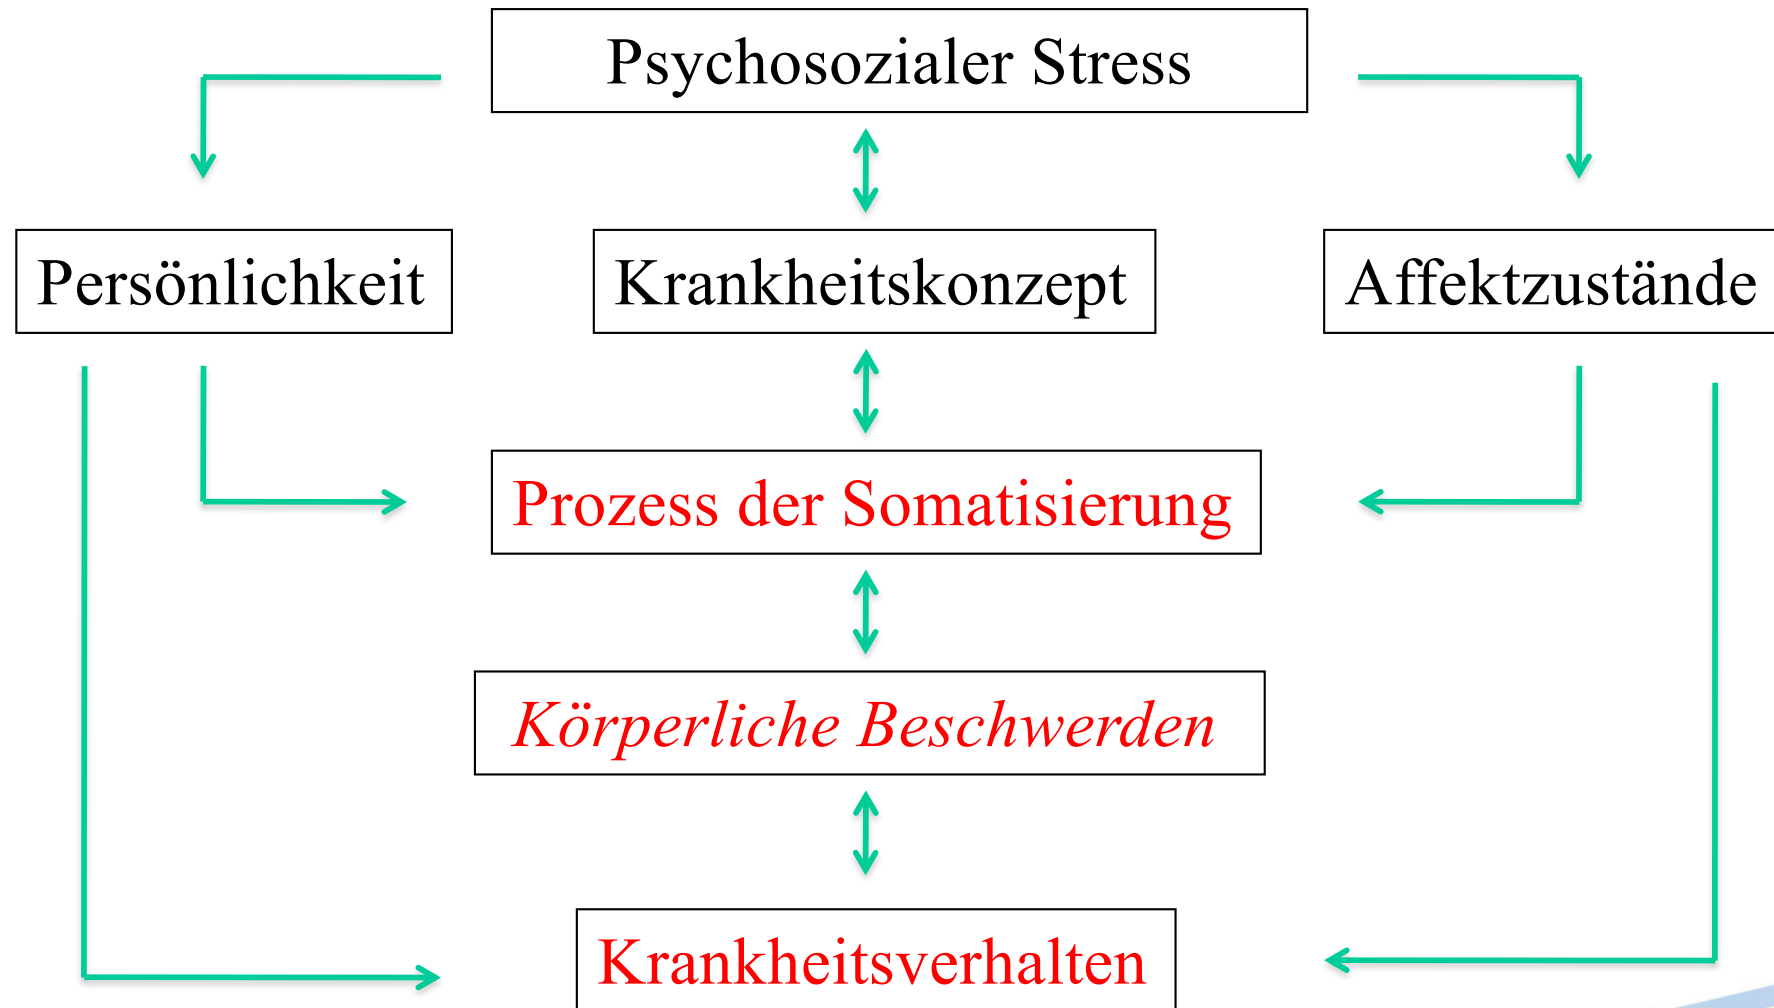 Psychosozialer Stress
Persönlichkeit
Krankheitskonzept
Affektzustände
Prozess der Somatisierung
Körperliche Beschwerden
Krankheitsverhalten